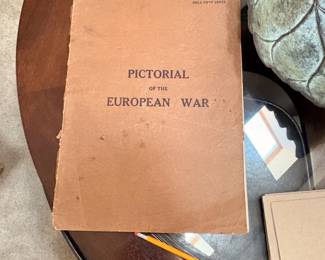 PICTORIAL
OF THE
EUROPEAN WAR